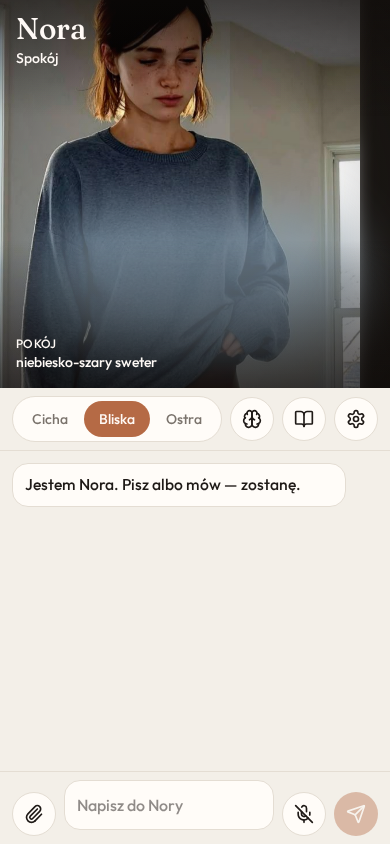 Nora
Spokój
POKÓJ
niebiesko-szary sweter
Cicha
Bliska
Ostra
Jestem Nora. Pisz albo mów — zostanę.
Napisz do Nory